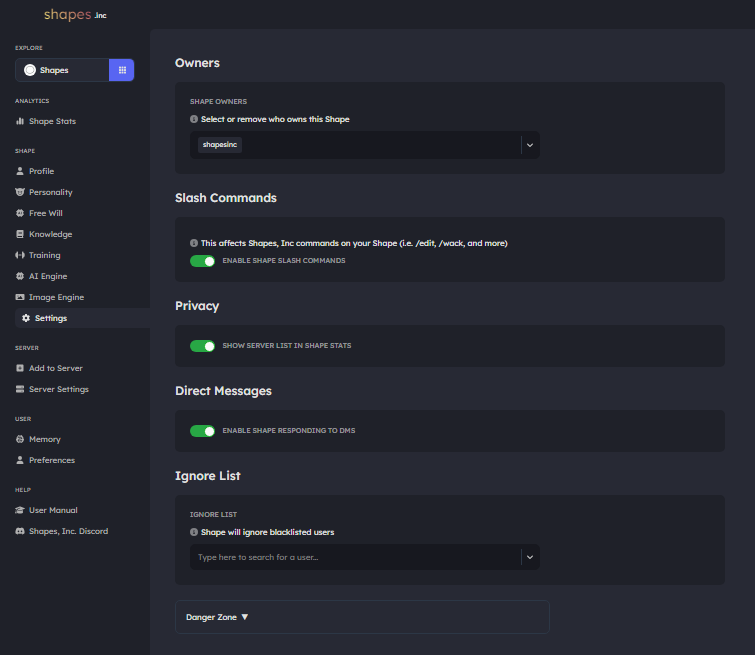 shapes .inc
EXPLORE
Shapes
ANALYTICS
Shape Stats
SHAPE
Profile
Personality
Free Will
Knowledge
Training
AI Engine
Image Engine
Settings
SERVER
Add to Server
Server Settings
USER
Memory
Preferences
HELP
User Manual
Shapes, Inc. Discord
Owners
SHAPE OWNERS
Select or remove who owns this Shape
shapesinc
Slash Commands
This affects Shapes, Inc commands on your Shape (i.e. /edit, /wack, and more)
ENABLE SHAPE SLASH COMMANDS
Privacy
SHOW SERVER LIST IN SHAPE STATS
Direct Messages
ENABLE SHAPE RESPONDING TO DMS
Ignore List
IGNORE LIST
Shape will ignore blacklisted users
Type here to search for a user...
Danger Zone ▼